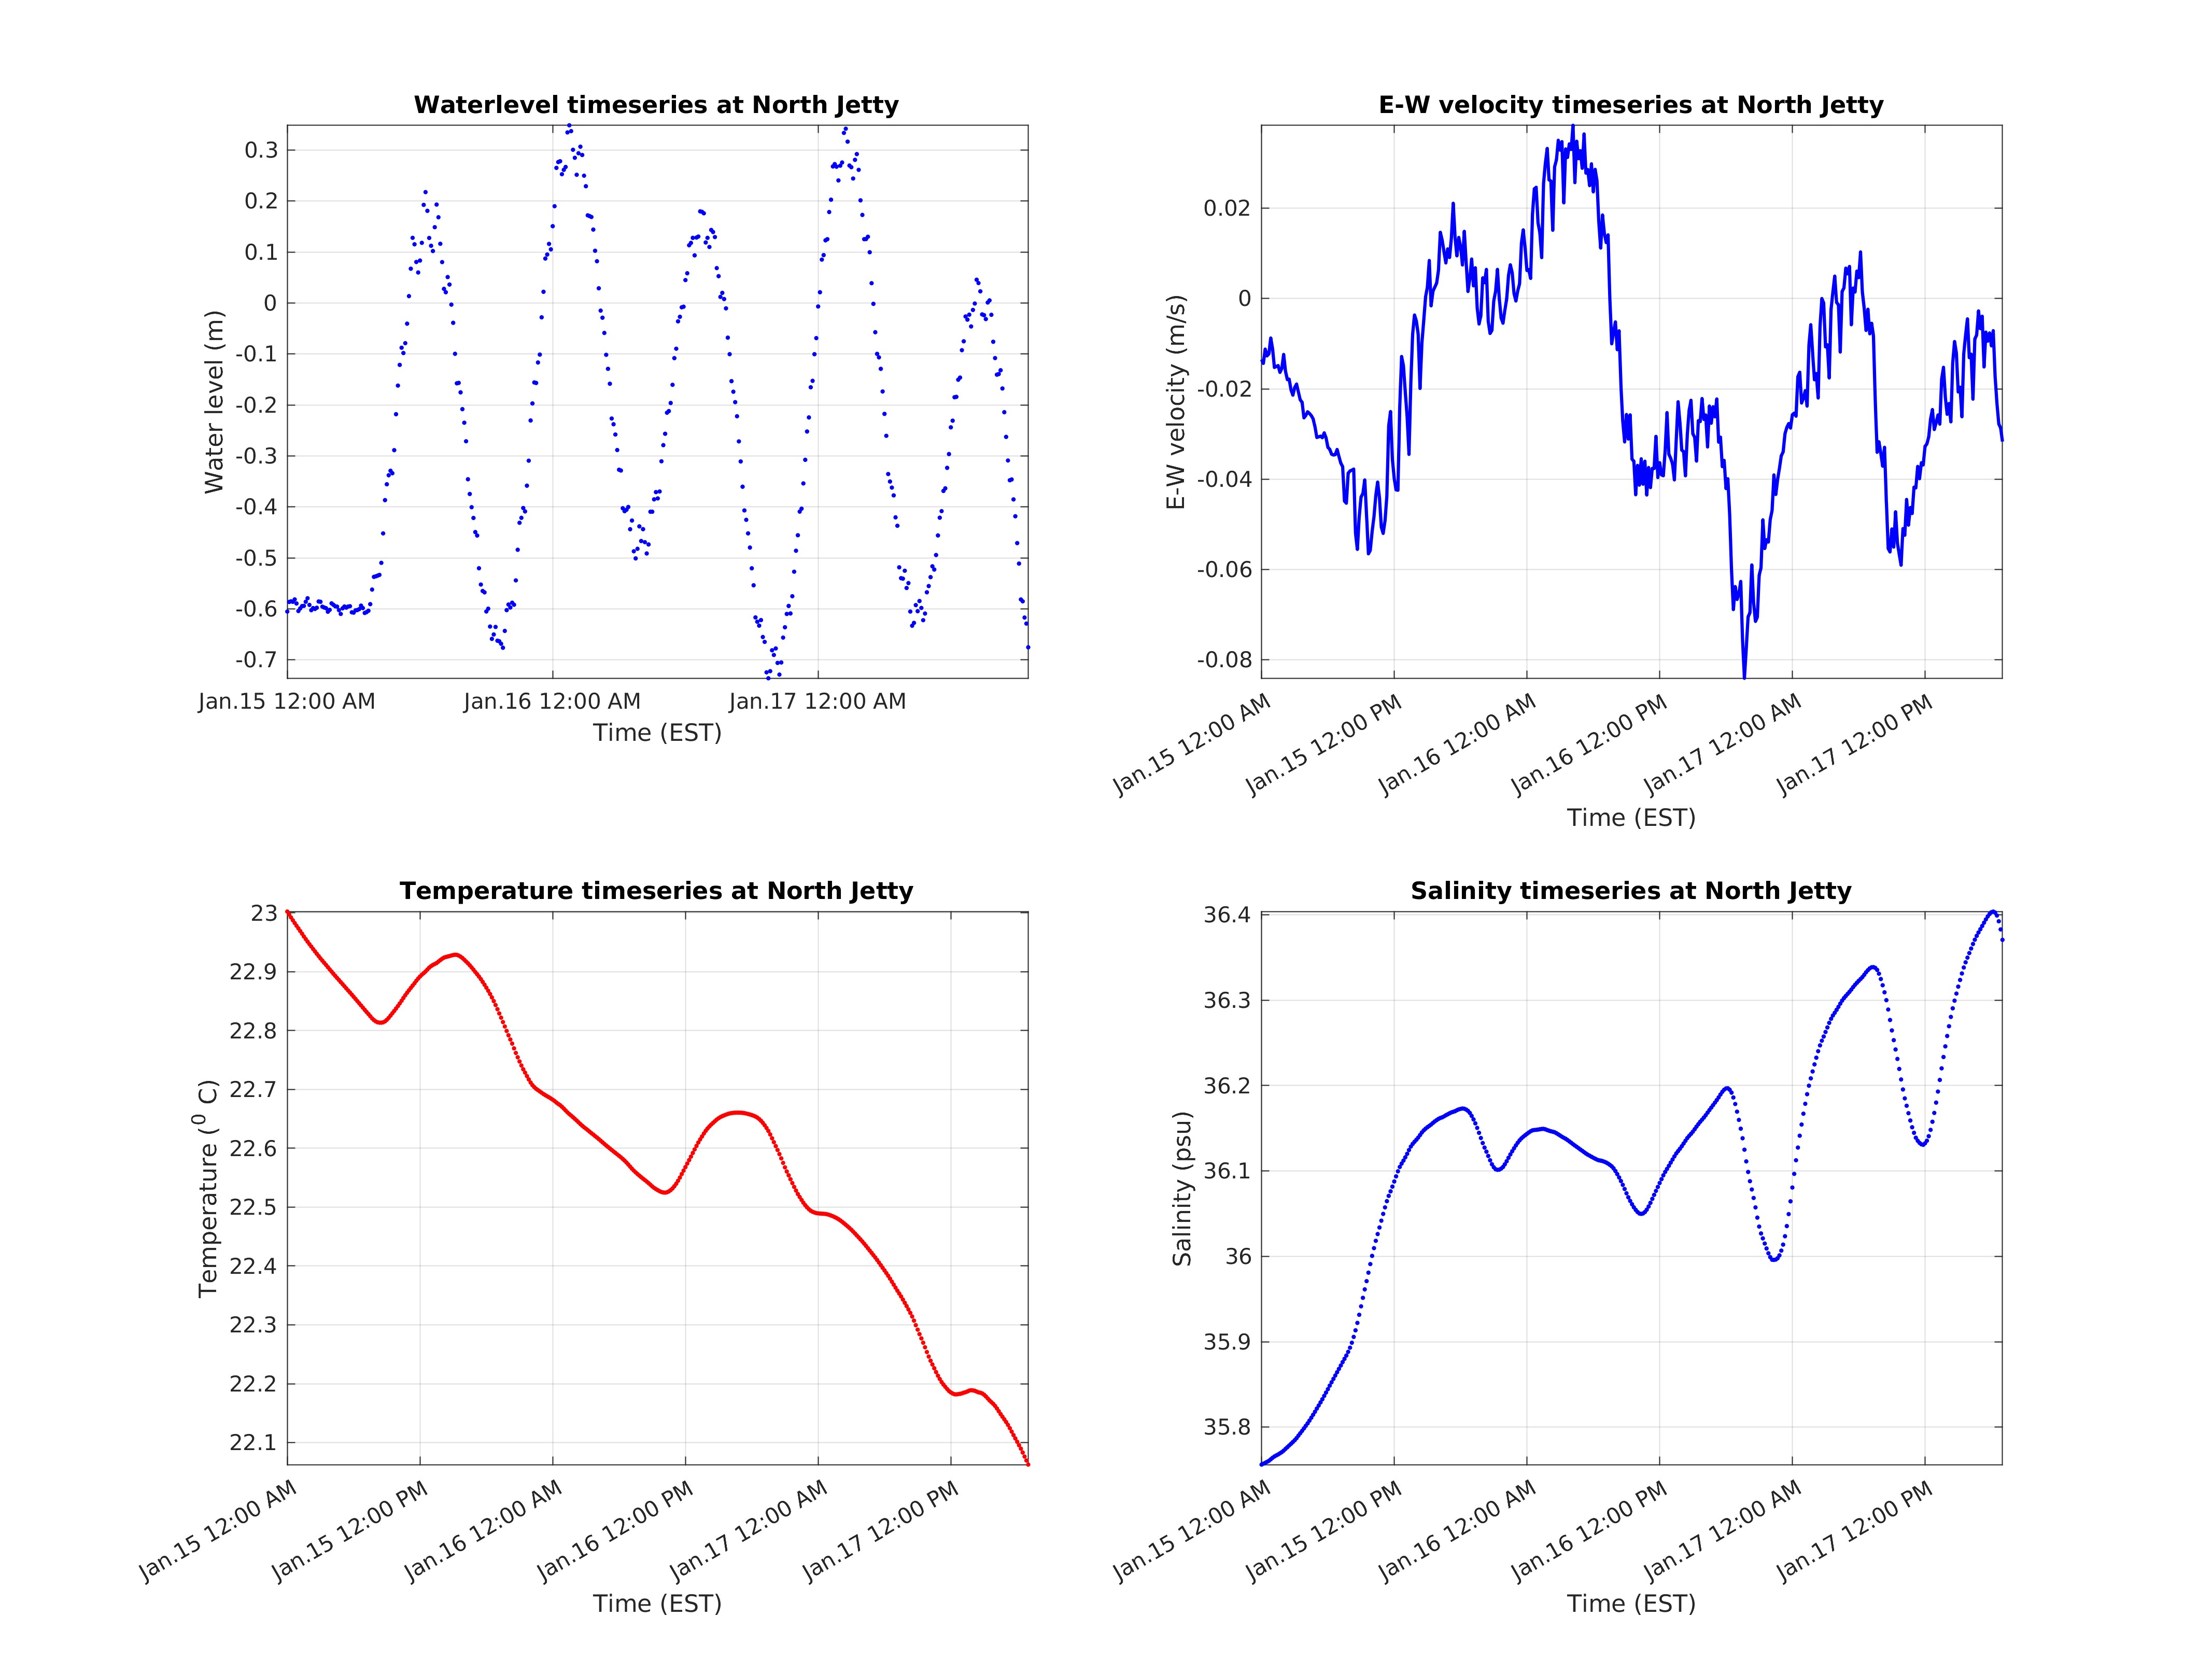 Waterlevel timeseries at North Jetty
0.3
0.2
0.1
0
-0.1
-0.2
-0.3
-0.4
-0.5
-0.6
-0.7
Water level (m)
Jan.15 12:00 AM
Jan.16 12:00 AM
Jan.17 12:00 AM
Time (EST)
E-W velocity timeseries at North Jetty
0.02
0
-0.02
-0.04
-0.06
-0.08
E-W velocity (m/s)
Jan.15 12:00 AM
Jan.15 12:00 PM
Jan.16 12:00 AM
Jan.16 12:00 PM
Jan.17 12:00 AM
Jan.17 12:00 PM
Time (EST)
Temperature timeseries at North Jetty
23
22.9
22.8
22.7
22.6
22.5
22.4
22.3
22.2
22.1
Temperature (⁰ C)
Jan.15 12:00 AM
Jan.15 12:00 PM
Jan.16 12:00 AM
Jan.16 12:00 PM
Jan.17 12:00 AM
Jan.17 12:00 PM
Time (EST)
Salinity timeseries at North Jetty
36.4
36.3
36.2
36.1
36
35.9
35.8
Salinity (psu)
Jan.15 12:00 AM
Jan.15 12:00 PM
Jan.16 12:00 AM
Jan.16 12:00 PM
Jan.17 12:00 AM
Jan.17 12:00 PM
Time (EST)